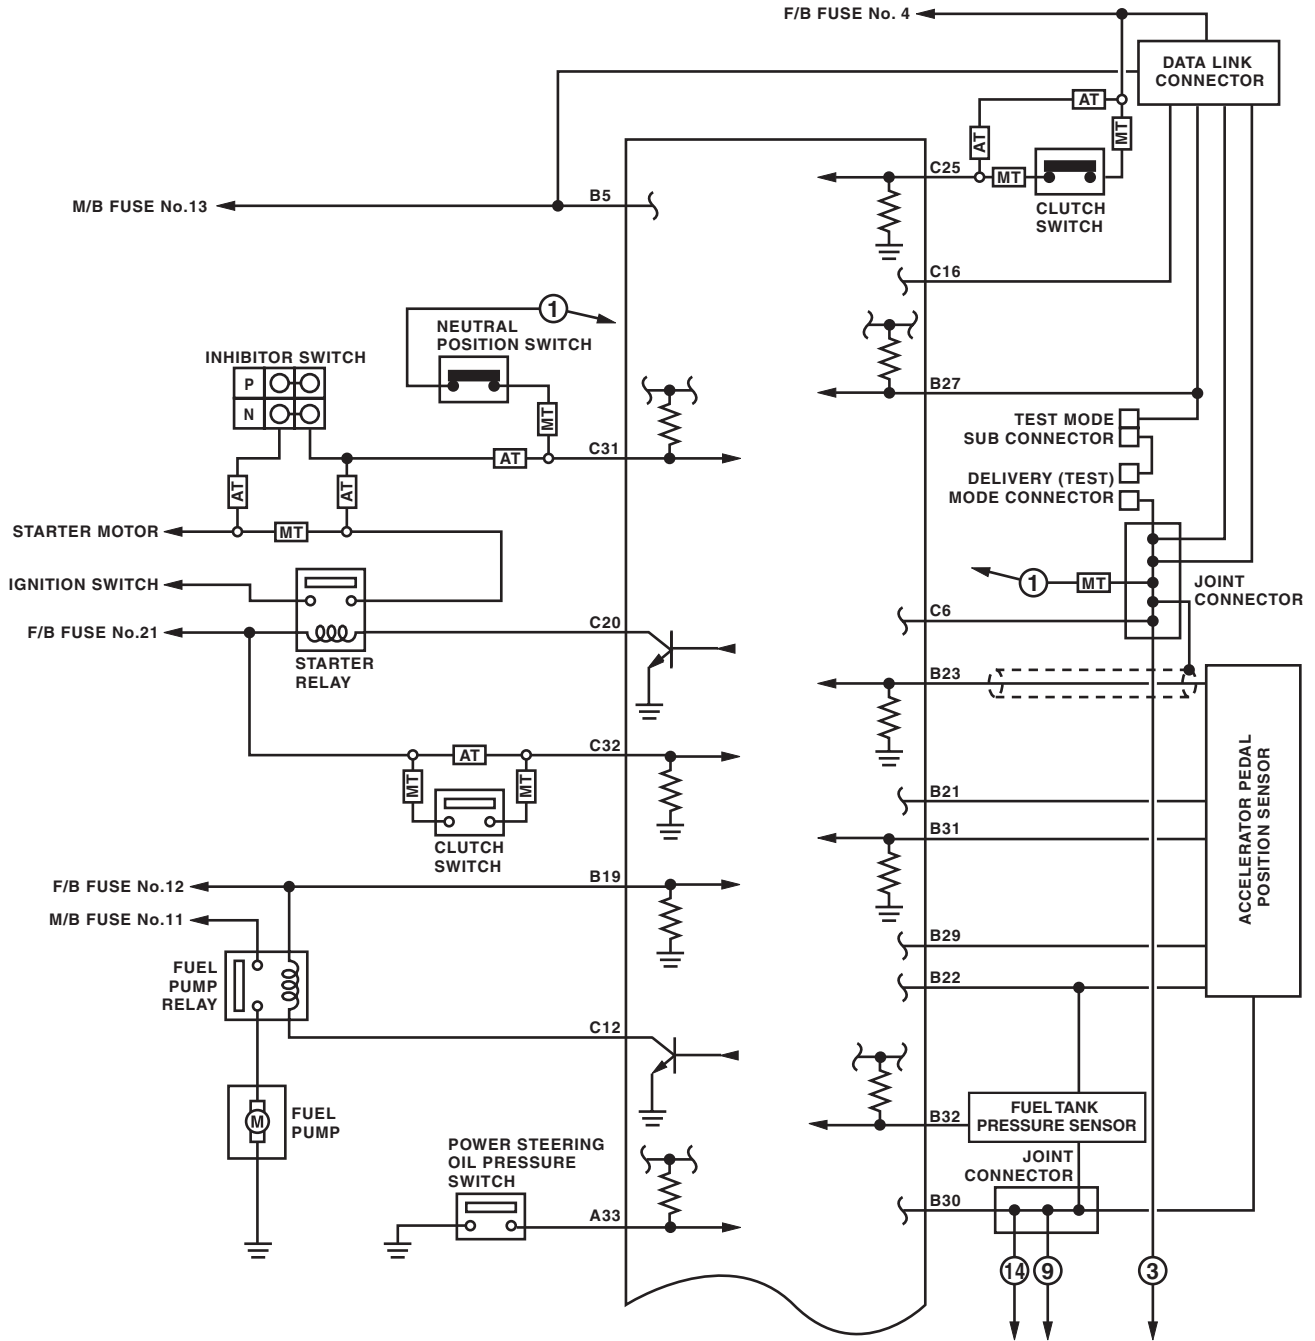 F/B FUSE No. 4
DATA LINK
CONNECTOR
AT
AT
MT
C25
MT
CLUTCH
SWITCH
M/B FUSE No.13
B5
C16
1
NEUTRAL
POSITION SWITCH
INHIBITOR SWITCH
P
N
MT
B27
TEST MODE
SUB CONNECTOR
C31
AT
AT
AT
DELIVERY (TEST)
MODE CONNECTOR
STARTER MOTOR
MT
IGNITION SWITCH
1
MT
JOINT
CONNECTOR
F/B FUSE No.21
C20
C6
STARTER
RELAY
B23
C32
AT
MT
MT
CLUTCH
SWITCH
B21
B31
ACCELERATOR PEDAL
POSITION SENSOR
F/B FUSE No.12
B19
M/B FUSE No.11
B29
FUEL
PUMP
RELAY
B22
C12
M
FUEL
PUMP
B32
FUEL TANK
PRESSURE SENSOR
POWER STEERING
OIL PRESSURE
SWITCH
JOINT
CONNECTOR
A33
B30
14
9
3